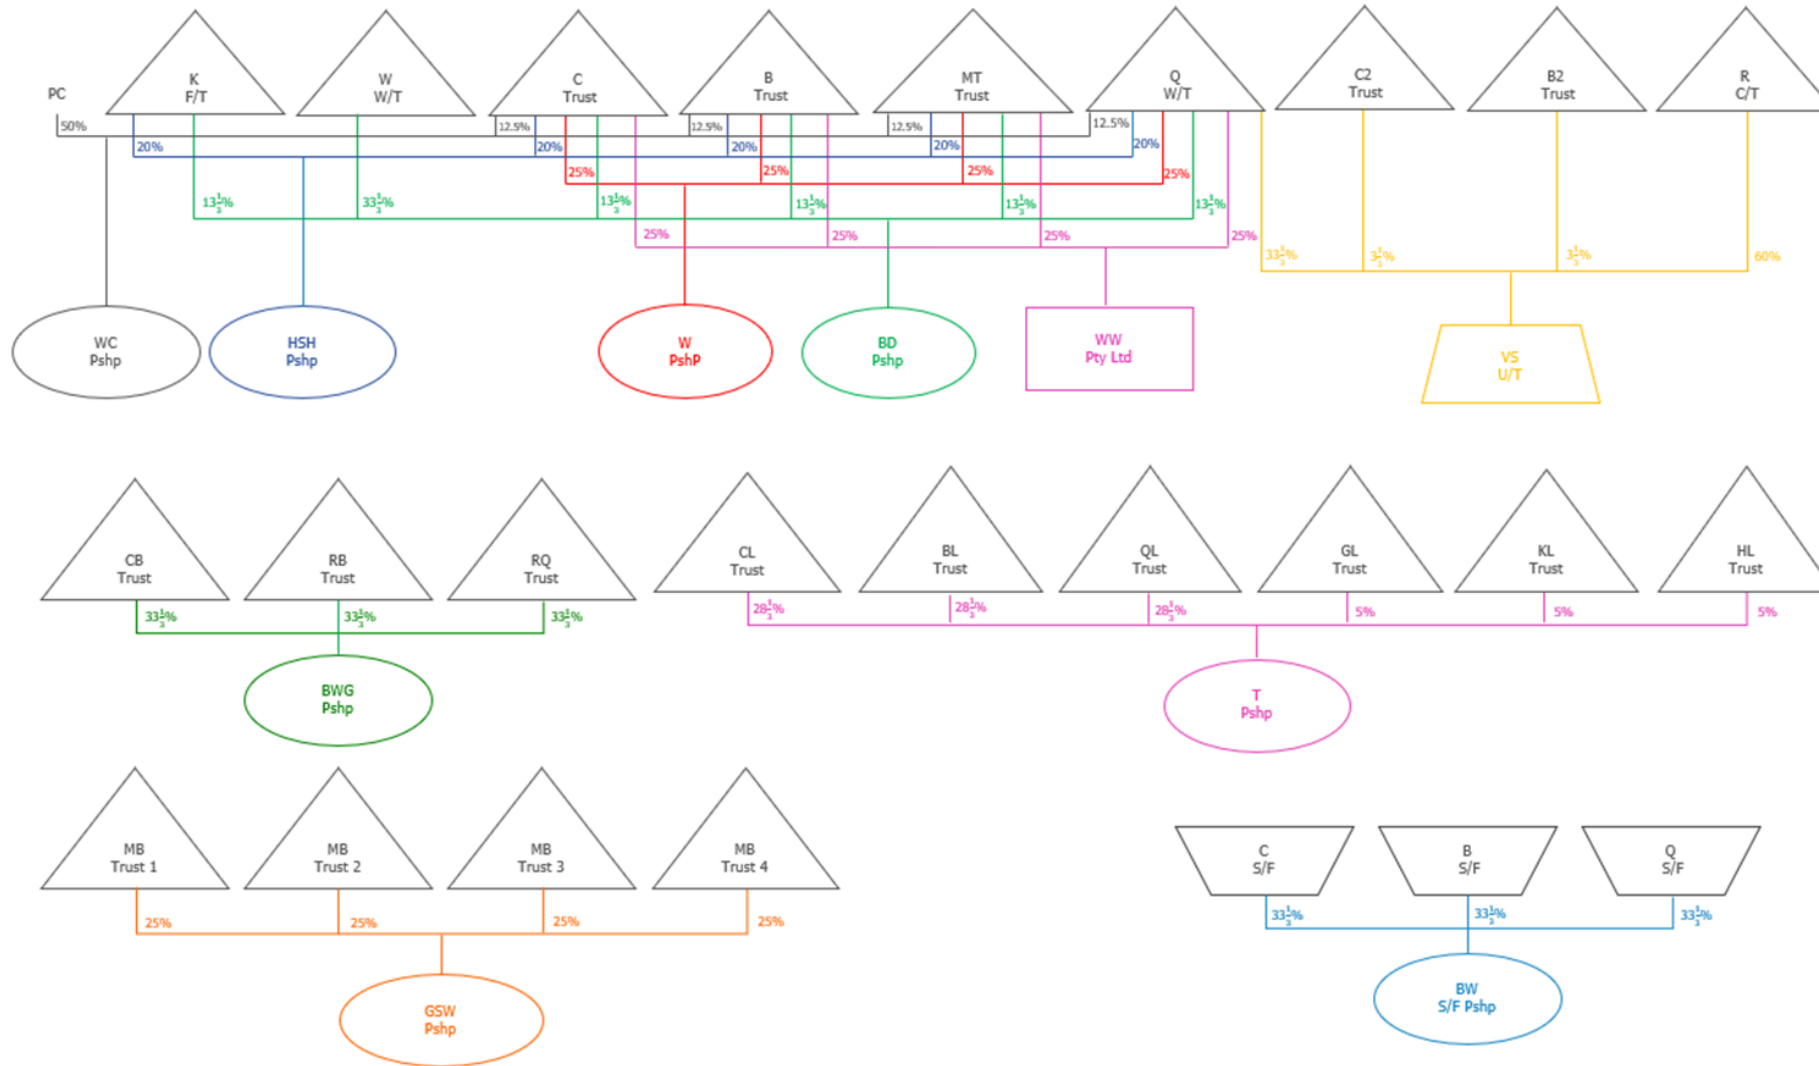 PC
K
F/T
W
W/T
C
Trust
B
Trust
MT
Trust
Q
W/T
C2
Trust
B2
Trust
R
C/T
50%
12.5%
12.5%
12.5%
12.5%
20%
20%
20%
20%
20%
25%
25%
25%
25%
13⅓%
33⅓%
13⅓%
13⅓%
13⅓%
13⅓%
25%
25%
25%
25%
33⅓%
3⅓%
3⅓%
60%
WC
Pshp
HSH
Pshp
W
PshP
BD
Pshp
WW
Pty Ltd
VS
U/T
CB
Trust
RB
Trust
RQ
Trust
CL
Trust
BL
Trust
QL
Trust
GL
Trust
KL
Trust
HL
Trust
33⅓%
33⅓%
33⅓%
28⅓%
28⅓%
28⅓%
5%
5%
5%
BWG
Pshp
T
Pshp
MB
Trust 1
MB
Trust 2
MB
Trust 3
MB
Trust 4
C
S/F
B
S/F
Q
S/F
25%
25%
25%
25%
33⅓%
33⅓%
33⅓%
GSW
Pshp
BW
S/F Pshp